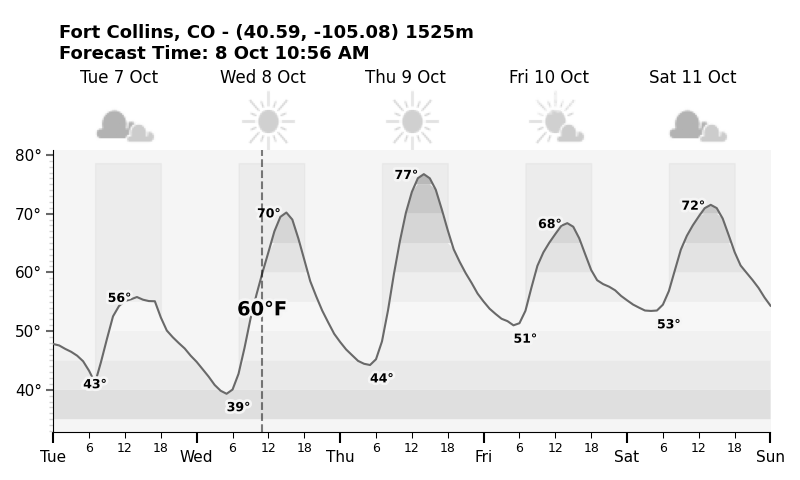 Fort Collins, CO - (40.59, -105.08) 1525m
Forecast Time: 8 Oct 10:56 AM
Tue 7 Oct Wed 8 Oct Thu 9 Oct Fri 10 Oct Sat 11 Oct
80°
77°
72°
70° 70°
68°
60°
56°
60°F
50°
51°
53°
43°
44°
40°
39°
6 12 18 6 12 18 6 12 18 6 12 18 6 12 18
Tue Wed Thu Fri Sat Sun